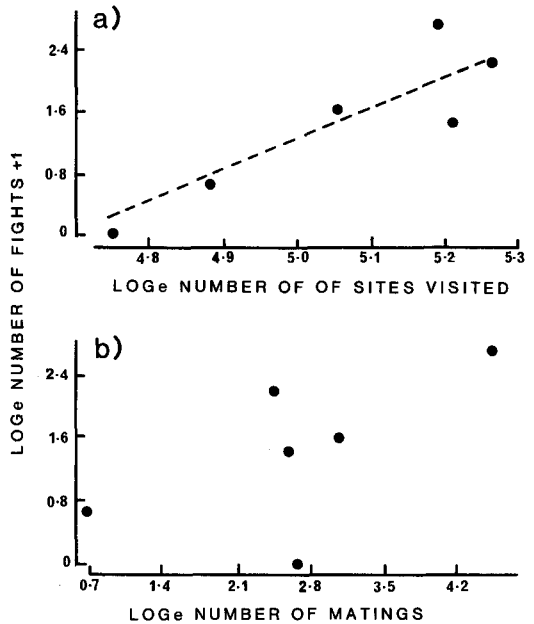 a)
2·4
1·6
0·8
0
4·8 4·9 5·0 5·1 5·2 5·3
LOGe NUMBER OF OF SITES VISITED
LOGe NUMBER OF FIGHTS +1
b)
2·4
1·6
0·8
0
0·7 1·4 2·1 2·8 3·5 4·2
LOGe NUMBER OF MATINGS